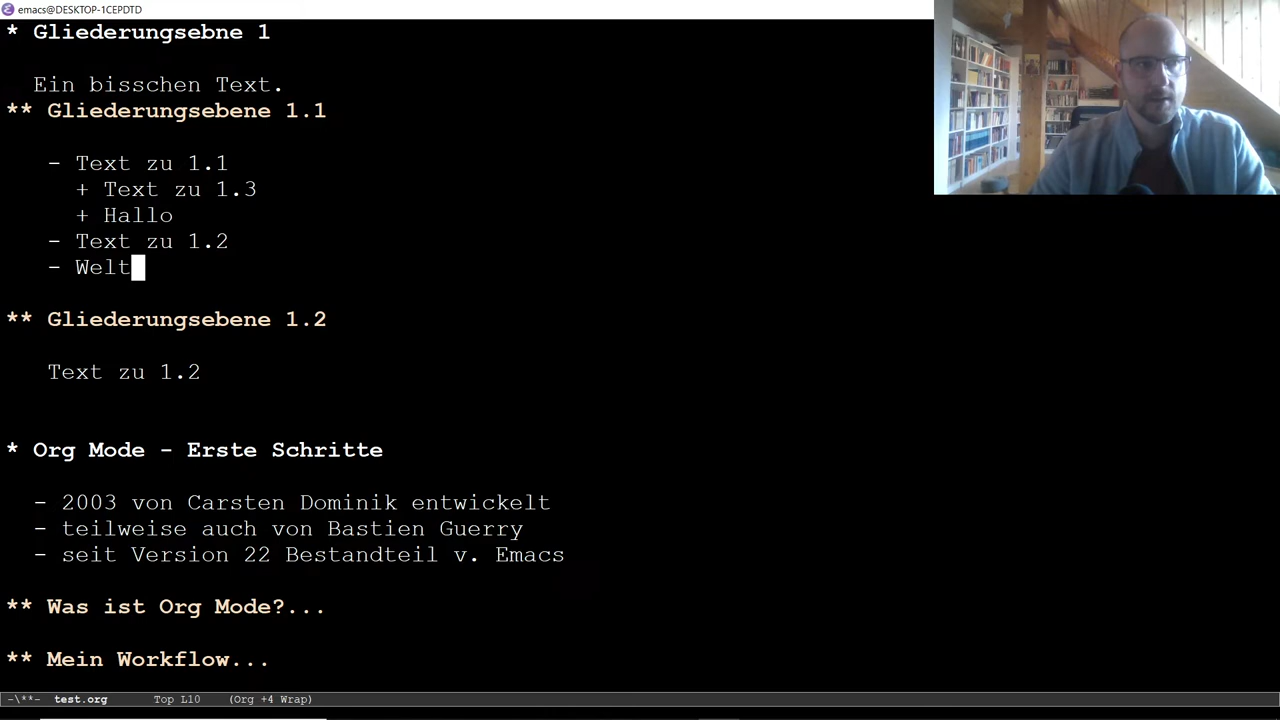 emacs@DESKTOP-1CEPDTD
* Gliederungsebne 1
Ein bisschen Text.
** Gliederungsebene 1.1
- Text zu 1.1
+ Text zu 1.3
+ Hallo
- Text zu 1.2
- Welt
** Gliederungsebene 1.2
Text zu 1.2
* Org Mode - Erste Schritte
- 2003 von Carsten Dominik entwickelt
- teilweise auch von Bastien Guerry
- seit Version 22 Bestandteil v. Emacs
** Was ist Org Mode?...
** Mein Workflow...
-\**- test.org Top L10 (Org +4 Wrap)